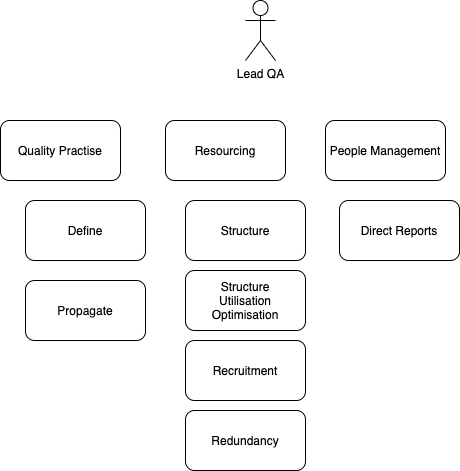 Lead QA
Quality Practise
Resourcing
People Management
Define
Structure
Direct Reports
Propagate
Structure
Utilisation
Optimisation
Recruitment
Redundancy